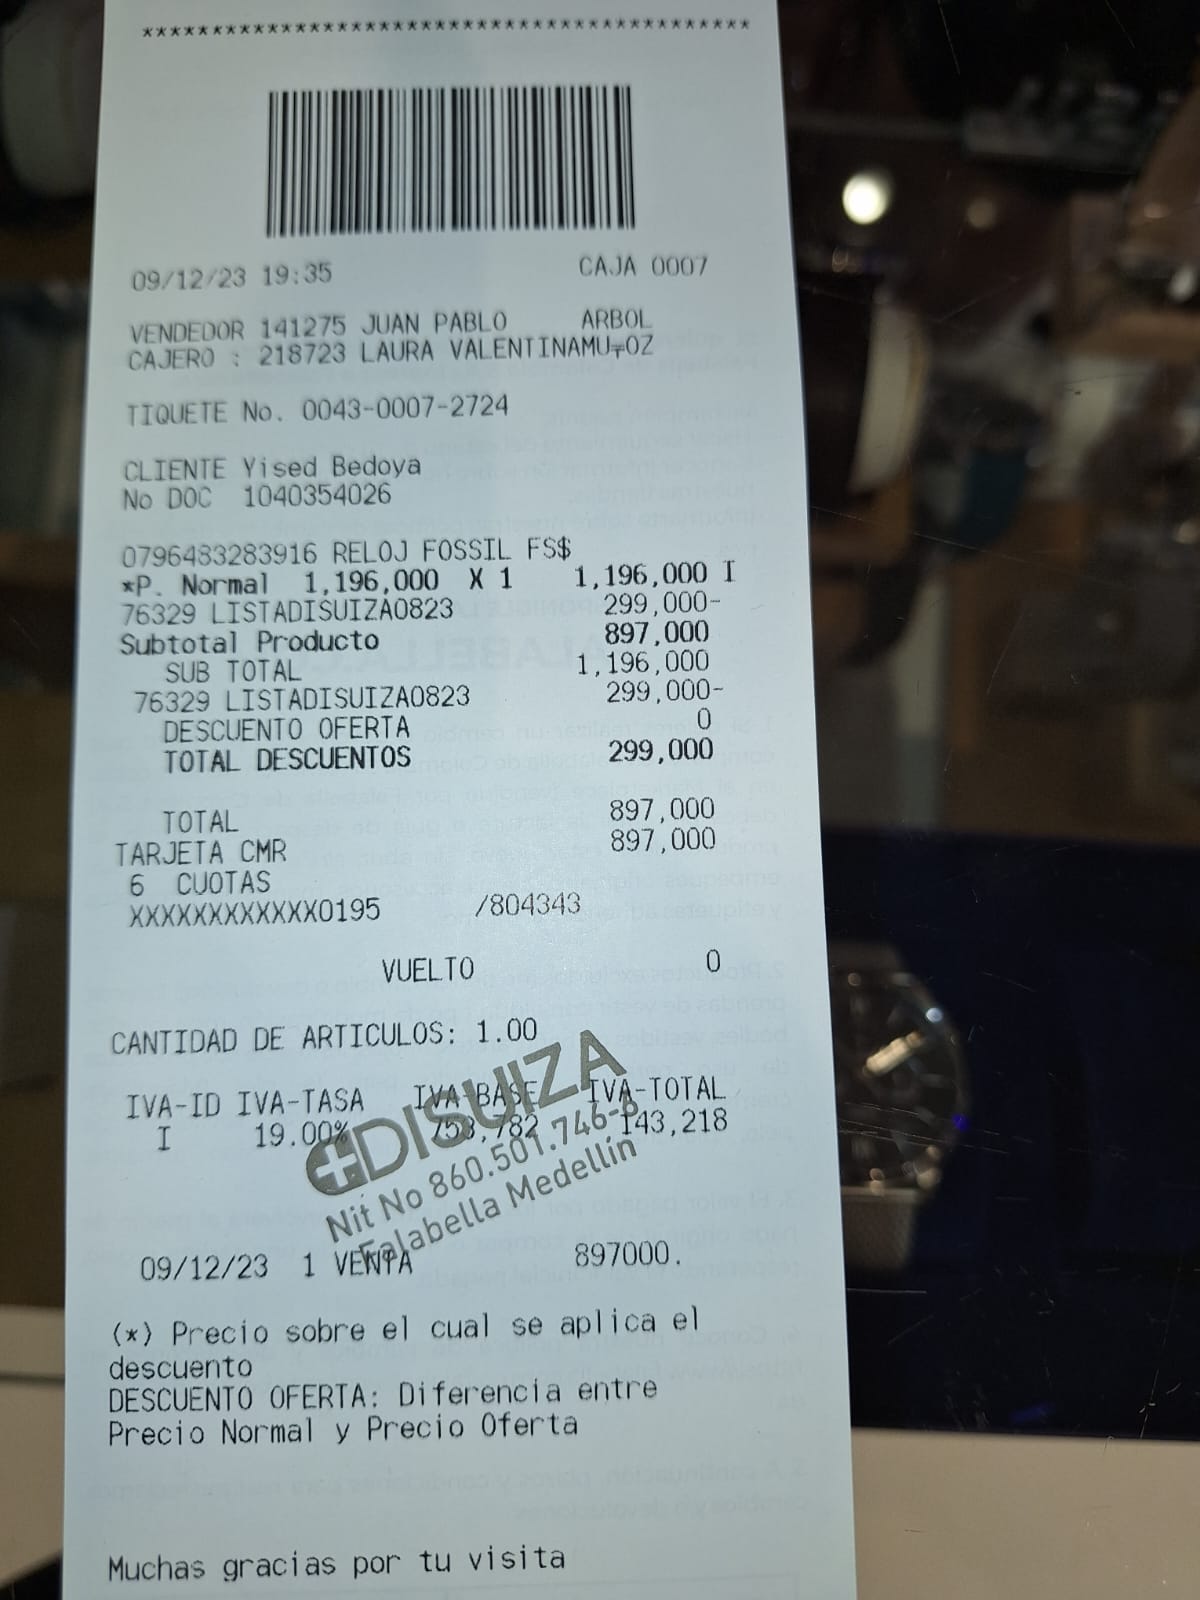 ****************************************
09/12/23 19:35 CAJA 0007
VENDEDOR 141275 JUAN PABLO ARBOL
CAJERO : 218723 LAURA VALENTINAMU╤OZ
TIQUETE No. 0043-0007-2724
CLIENTE Yised Bedoya
No DOC 1040354026
0796483283916 RELOJ FOSSIL FS$
*P. Normal 1,196,000 X 1 1,196,000 I
76329 LISTADISUIZA0823 299,000-
Subtotal Producto 897,000
SUB TOTAL 1,196,000
76329 LISTADISUIZA0823 299,000-
DESCUENTO OFERTA 0
TOTAL DESCUENTOS 299,000
TOTAL 897,000
TARJETA CMR 897,000
6 CUOTAS
XXXXXXXXXXXX0195 /804343
VUELTO 0
CANTIDAD DE ARTICULOS: 1.00
IVA-ID IVA-TASA IVA-BASE IVA-TOTAL
I 19.00% 753,782 143,218
DISUIZA
Nit No 860.501.746-6
Falabella Medellín
09/12/23 1 VENTA 897000.
(*) Precio sobre el cual se aplica el
descuento
DESCUENTO OFERTA: Diferencia entre
Precio Normal y Precio Oferta
Muchas gracias por tu visita